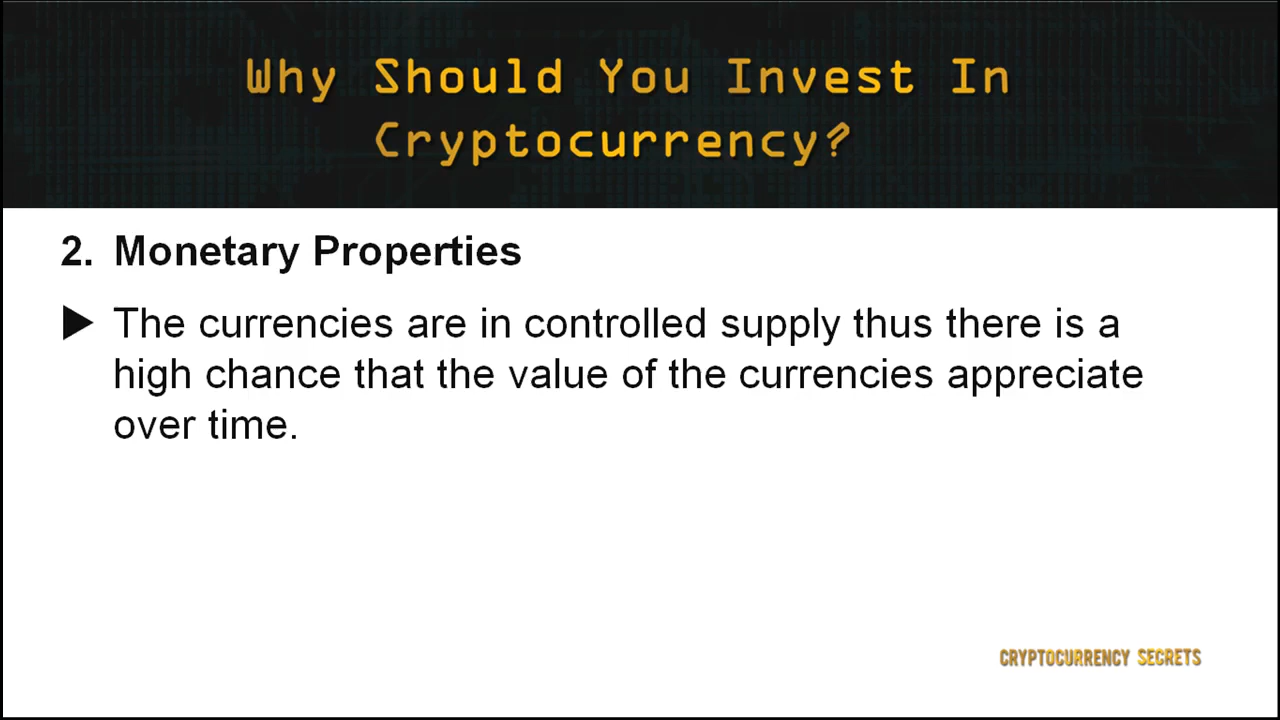 Why Should You Invest In
Cryptocurrency?
2. Monetary Properties
The currencies are in controlled supply thus there is a
high chance that the value of the currencies appreciate
over time.
CRYPTOCURRENCY SECRETS